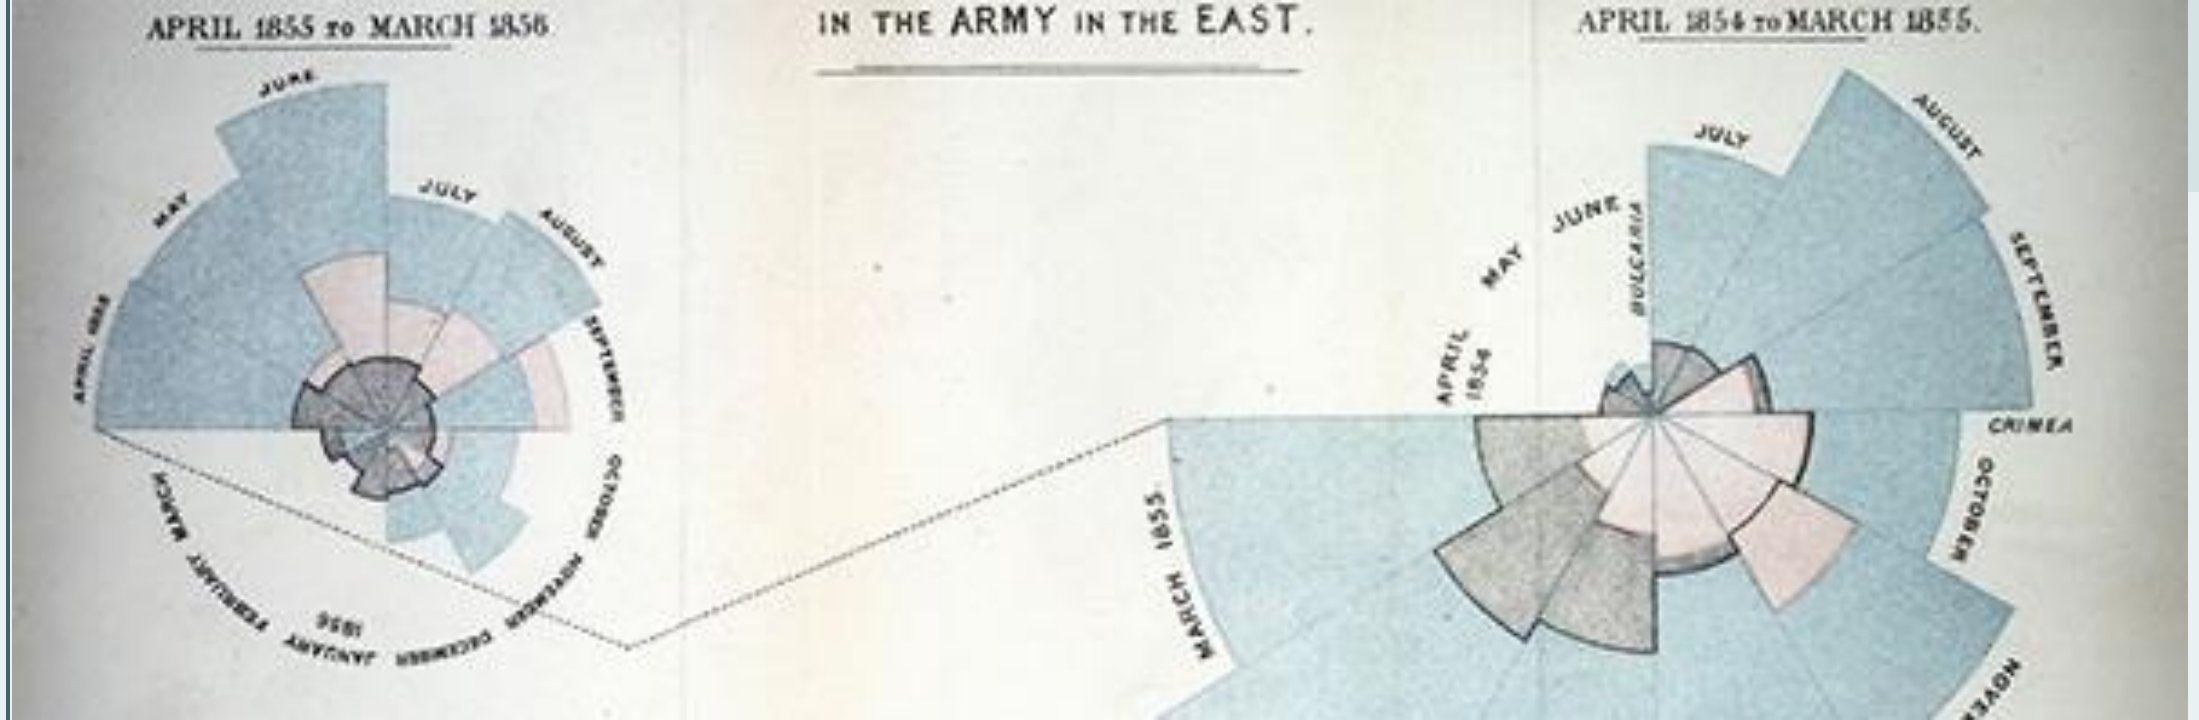 APRIL 1855 TO MARCH 1856
IN THE ARMY IN THE EAST.
APRIL 1854 TO MARCH 1855.
JUNE
JULY
AUGUST
SEPTEMBER
OCTOBER
NOVEMBER
DECEMBER
JANUARY
1856
FEBRUARY
MARCH
APRIL 1855
MAY
APRIL
1854
MAY
JUNE
BULGARIA
JULY
AUGUST
SEPTEMBER
CRIMEA
OCTOBER
MARCH 1855